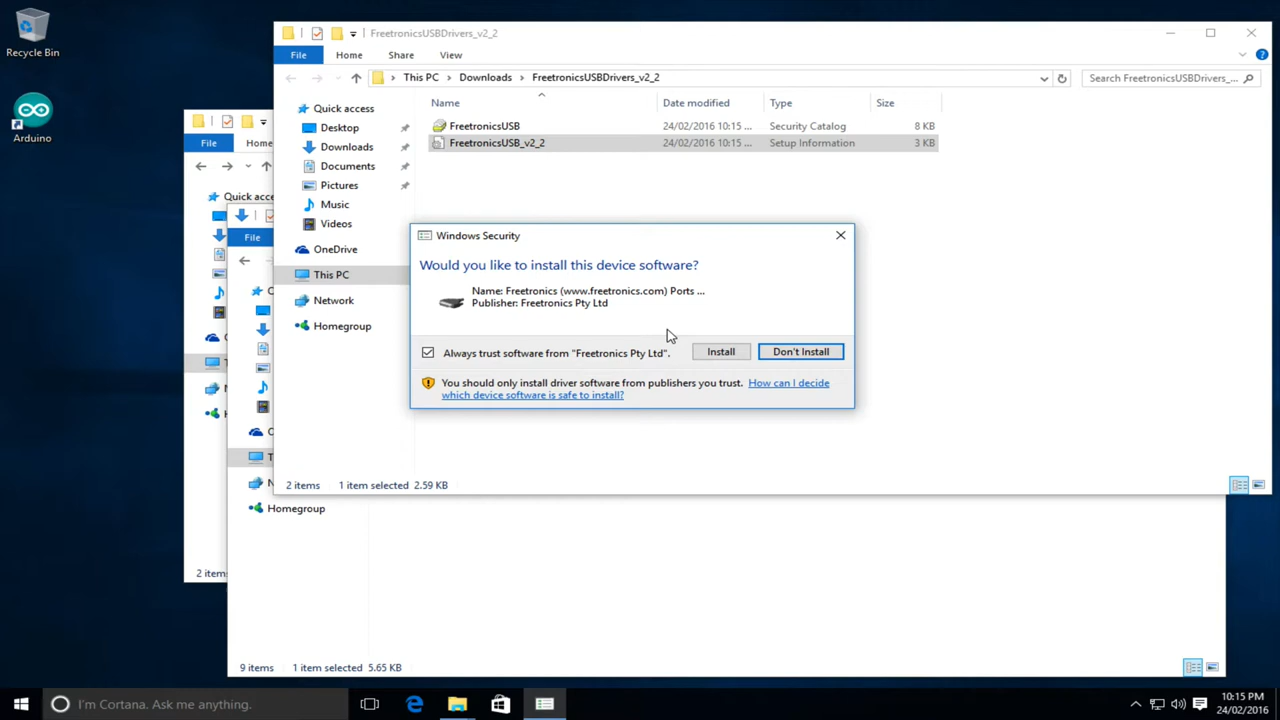 Recycle Bin
Arduino
FreetronicsUSBDrivers_v2_2
File Home Share View
This PC Downloads FreetronicsUSBDrivers_v2_2
Search FreetronicsUSBDrivers_...
Name Date modified Type Size
FreetronicsUSB 24/02/2016 10:15 ... Security Catalog 8 KB
FreetronicsUSB_v2_2 24/02/2016 10:15 ... Setup Information 3 KB
Quick access
Desktop
Downloads
Documents
Pictures
Music
Videos
OneDrive
This PC
Network
Homegroup
2 items 1 item selected 2.59 KB
Windows Security
Would you like to install this device software?
Name: Freetronics (www.freetronics.com) Ports ...
Publisher: Freetronics Pty Ltd
Always trust software from "Freetronics Pty Ltd".
Install
Don't Install
You should only install driver software from publishers you trust. How can I decide
which device software is safe to install?
File Home
Quick acce
2 items
File
Homegroup
9 items 1 item selected 5.65 KB
I'm Cortana. Ask me anything.
10:15 PM
24/02/2016